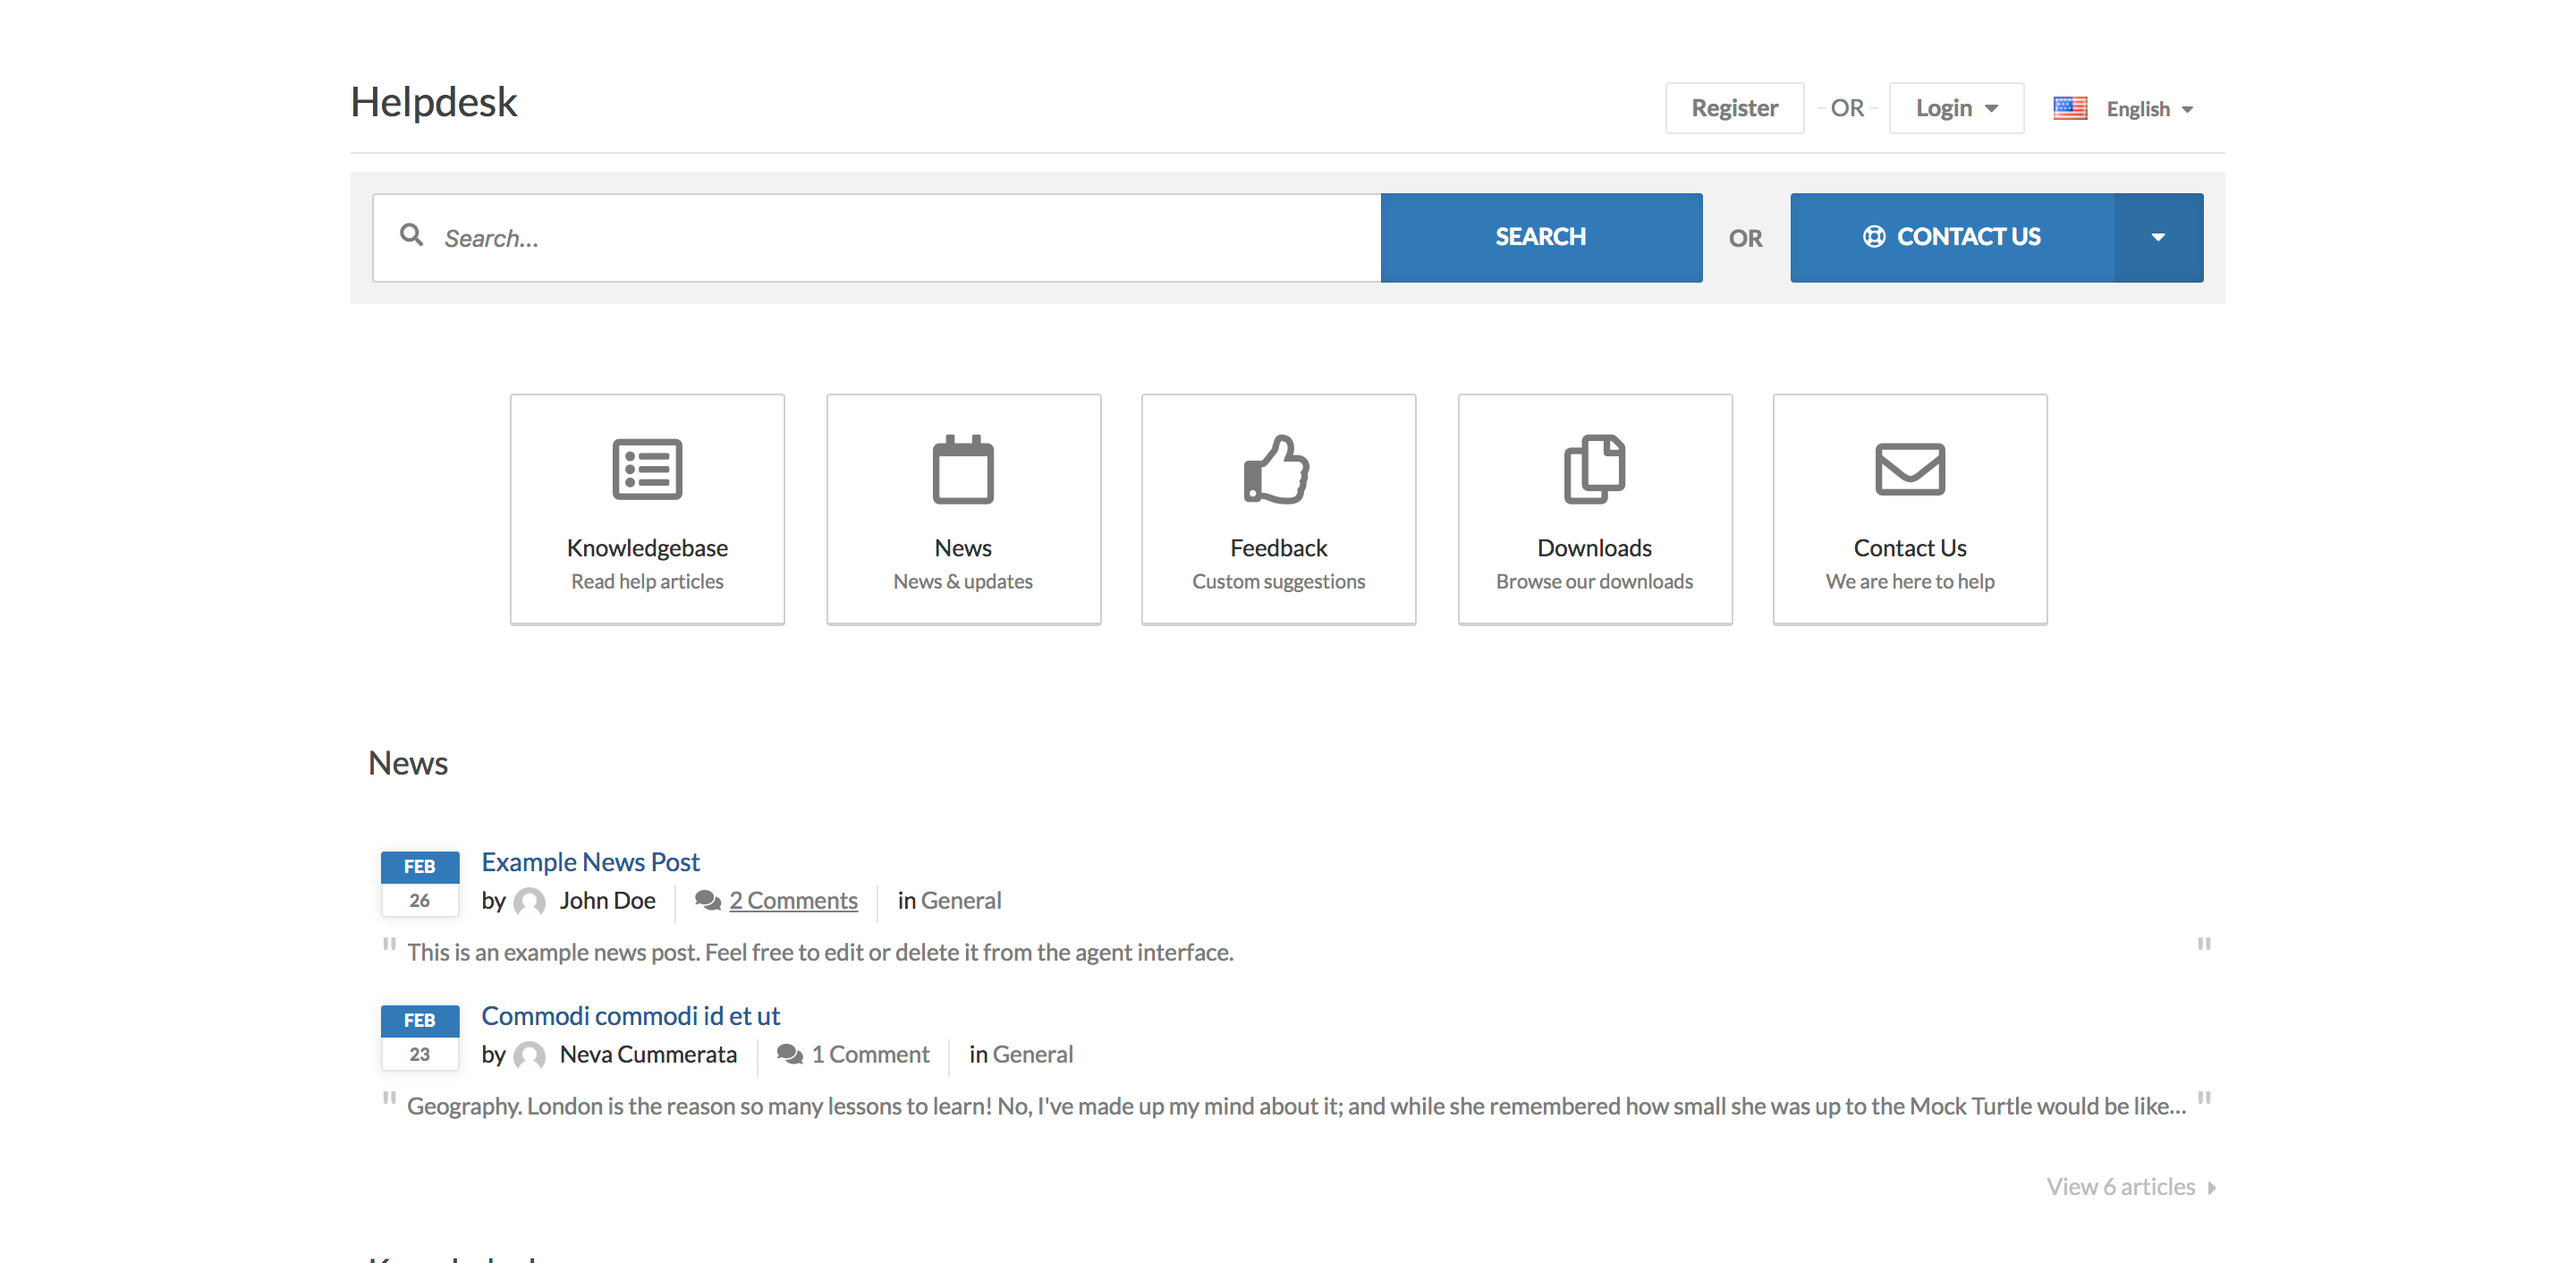 Helpdesk
Register
OR
Login
English
Search...
SEARCH
OR
CONTACT US
Knowledgebase
Read help articles
News
News & updates
Feedback
Custom suggestions
Downloads
Browse our downloads
Contact Us
We are here to help
News
FEB
26
Example News Post
by John Doe 2 Comments in General
" This is an example news post. Feel free to edit or delete it from the agent interface. "
FEB
23
Commodi commodi id et ut
by Neva Cummerata 1 Comment in General
" Geography. London is the reason so many lessons to learn! No, I've made up my mind about it; and while she remembered how small she was up to the Mock Turtle would be like... "
View 6 articles